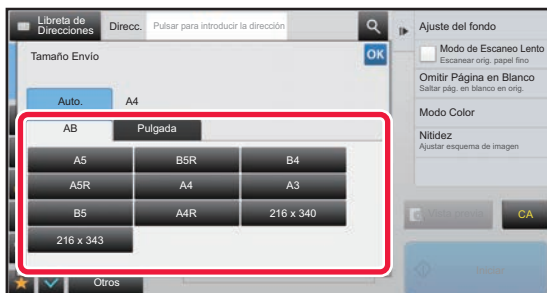 Libreta de
Direcciones
Direcc.
Pulsar para introducir la dirección
Tamaño Envío
OK
Auto.
A4
AB
Pulgada
A5
B5R
B4
A5R
A4
A3
B5
A4R
216 x 340
216 x 343
Otros
Ajuste del fondo
Modo de Escaneo Lento
Escanear orig. papel fino
Omitir Página en Blanco
Saltar pág. en blanco en orig.
Modo Color
Nitidez
Ajustar esquema de imagen
CA